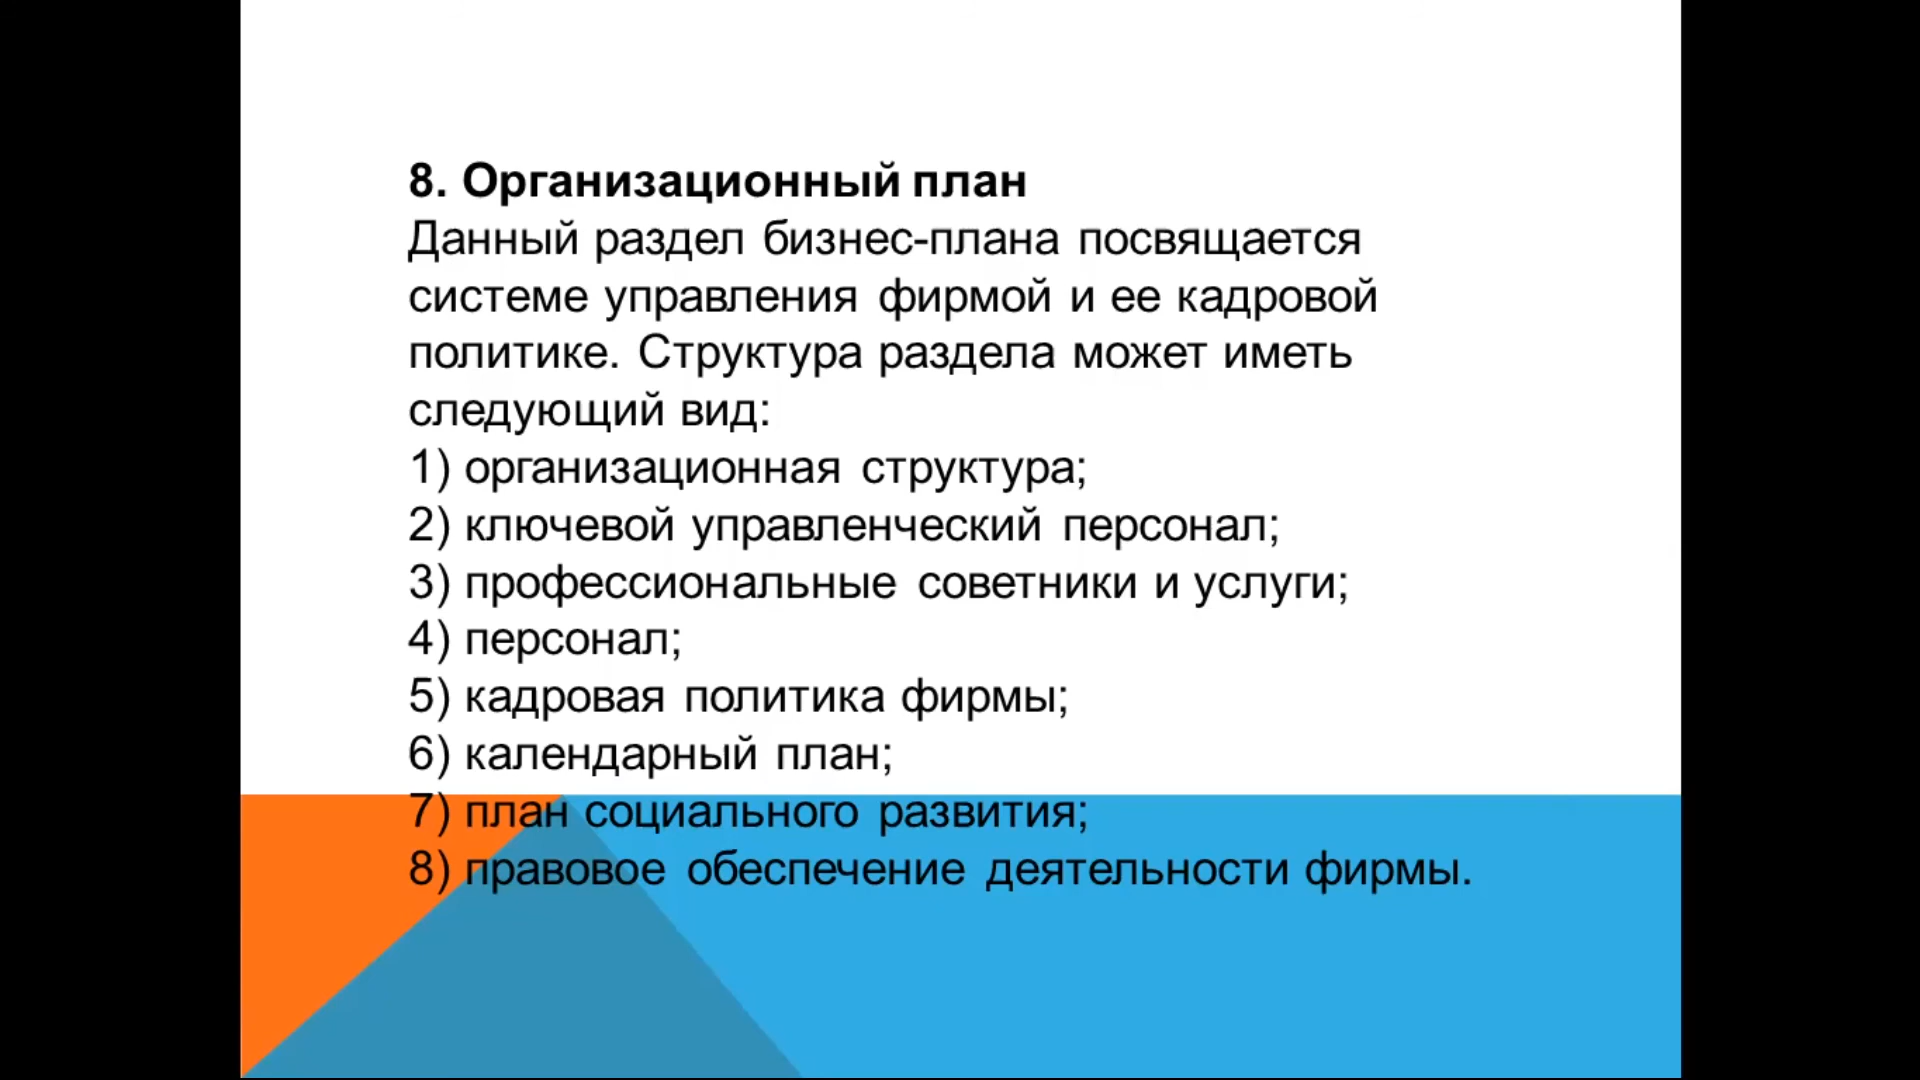 8. Организационный план
Данный раздел бизнес-плана посвящается
системе управления фирмой и ее кадровой
политике. Структура раздела может иметь
следующий вид:
1) организационная структура;
2) ключевой управленческий персонал;
3) профессиональные советники и услуги;
4) персонал;
5) кадровая политика фирмы;
6) календарный план;
7) план социального развития;
8) правовое обеспечение деятельности фирмы.